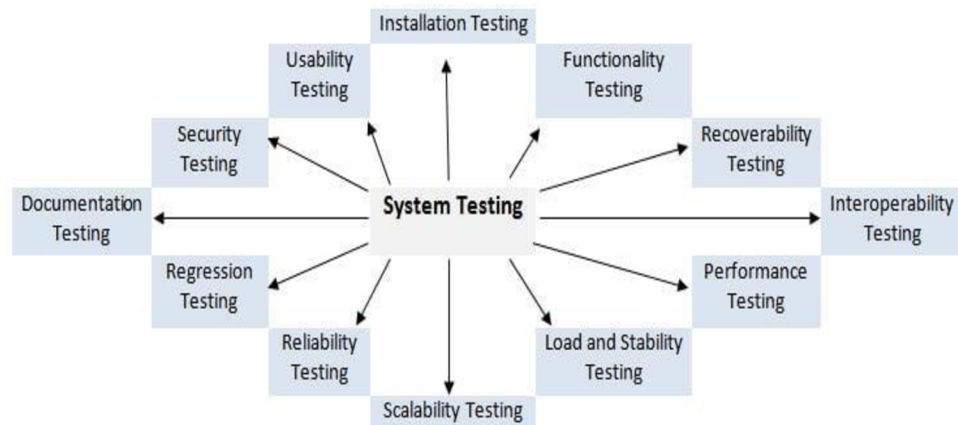 Installation Testing
Usability
Testing
Functionality
Testing
Security
Testing
Recoverability
Testing
Documentation
Testing
System Testing
Interoperability
Testing
Regression
Testing
Performance
Testing
Reliability
Testing
Load and Stability
Testing
Scalability Testing